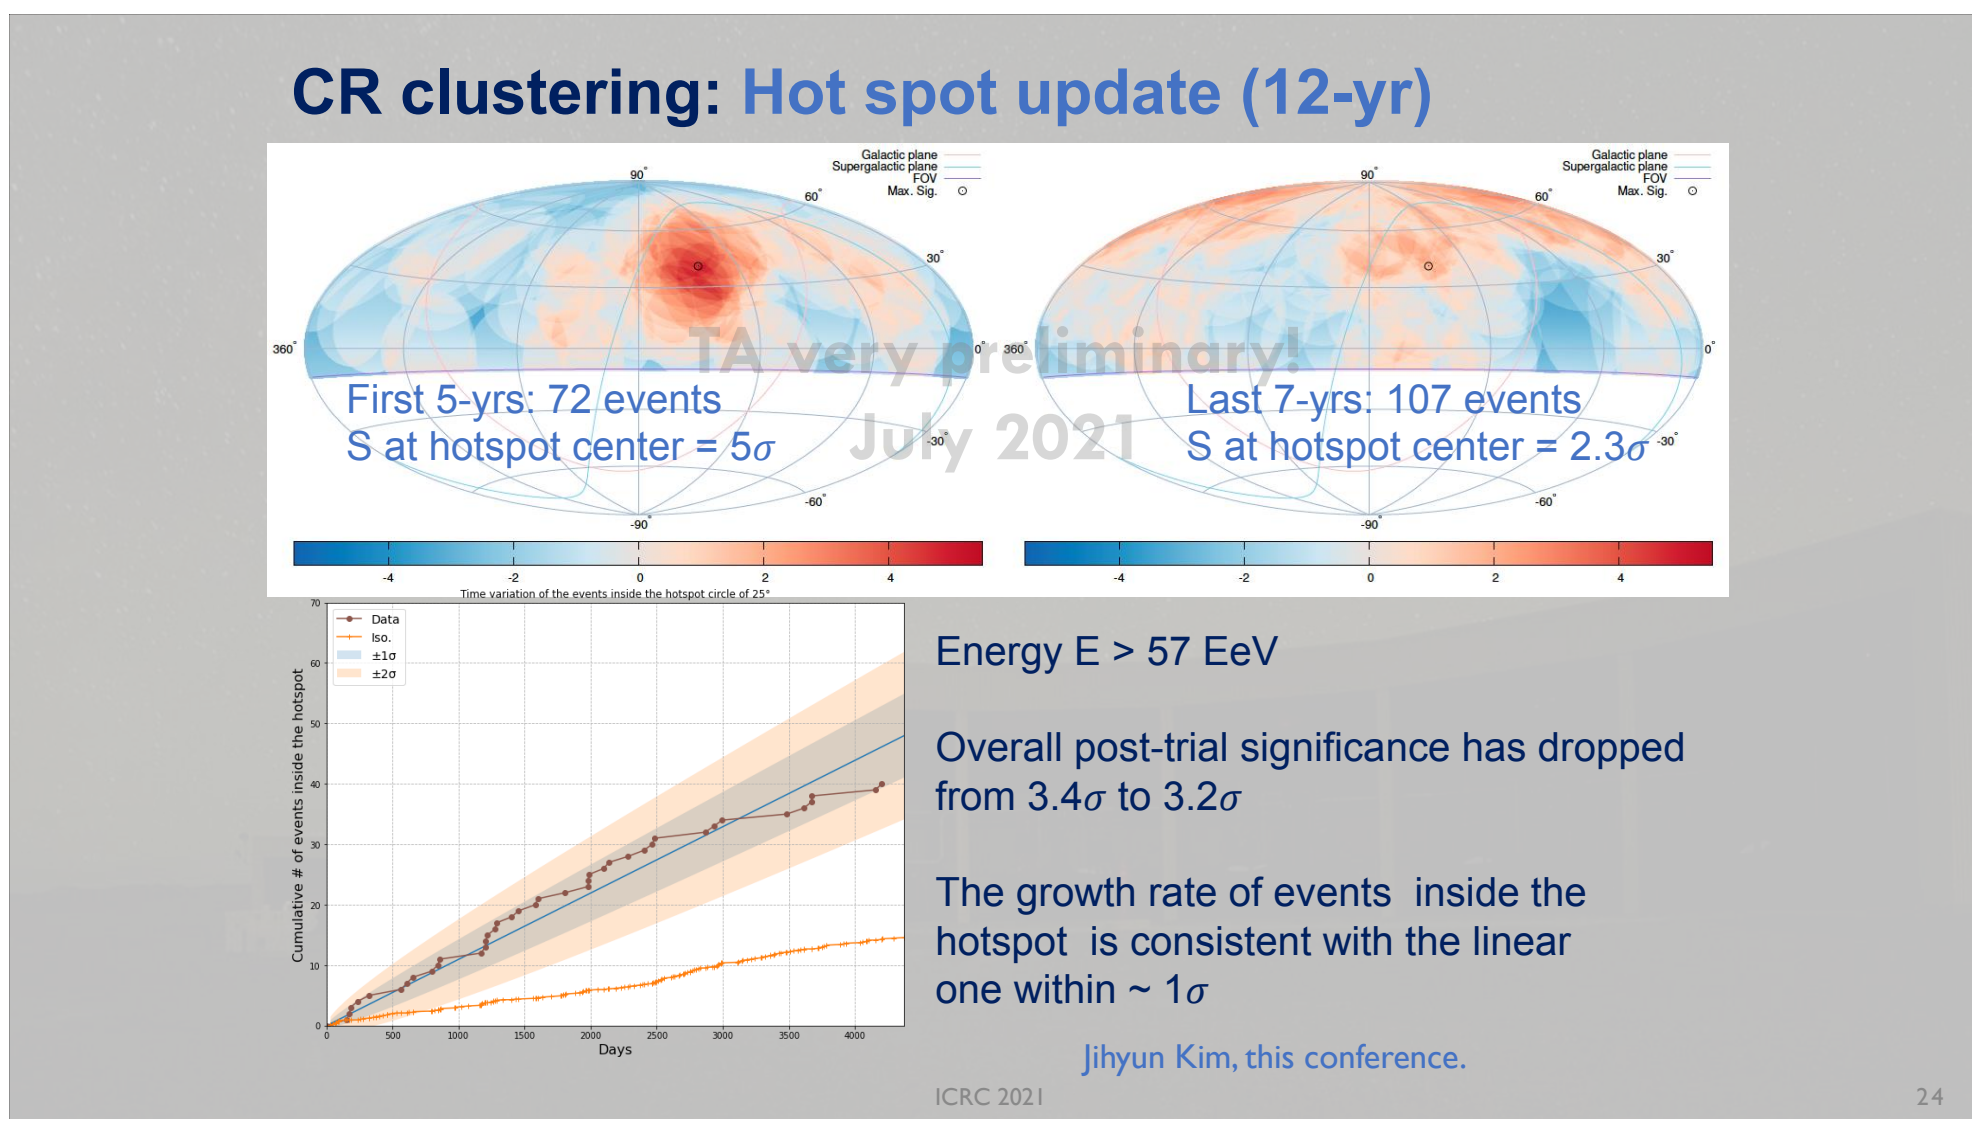 CR clustering: Hot spot update (12-yr)
Galactic plane
Supergalactic plane
FOV
Max. Sig.
90°
60°
30°
360°
0°
-30°
-60°
-90°
First 5-yrs: 72 events
S at hotspot center = 5σ
-4 -2 0 2 4
Galactic plane
Supergalactic plane
FOV
Max. Sig.
90°
60°
30°
360°
0°
-30°
-60°
-90°
Last 7-yrs: 107 events
S at hotspot center = 2.3σ
-4 -2 0 2 4
TA very preliminary!
July 2021
Time variation of the events inside the hotspot circle of 25°
Data
Iso.
±1σ
±2σ
Cumulative # of events inside the hotspot
70
60
50
40
30
20
10
0
0 500 1000 1500 2000 2500 3000 3500 4000
Days
Energy E > 57 EeV
Overall post-trial significance has dropped
from 3.4σ to 3.2σ
The growth rate of events inside the
hotspot is consistent with the linear
one within ~ 1σ
Jihyun Kim, this conference.
ICRC 2021
24